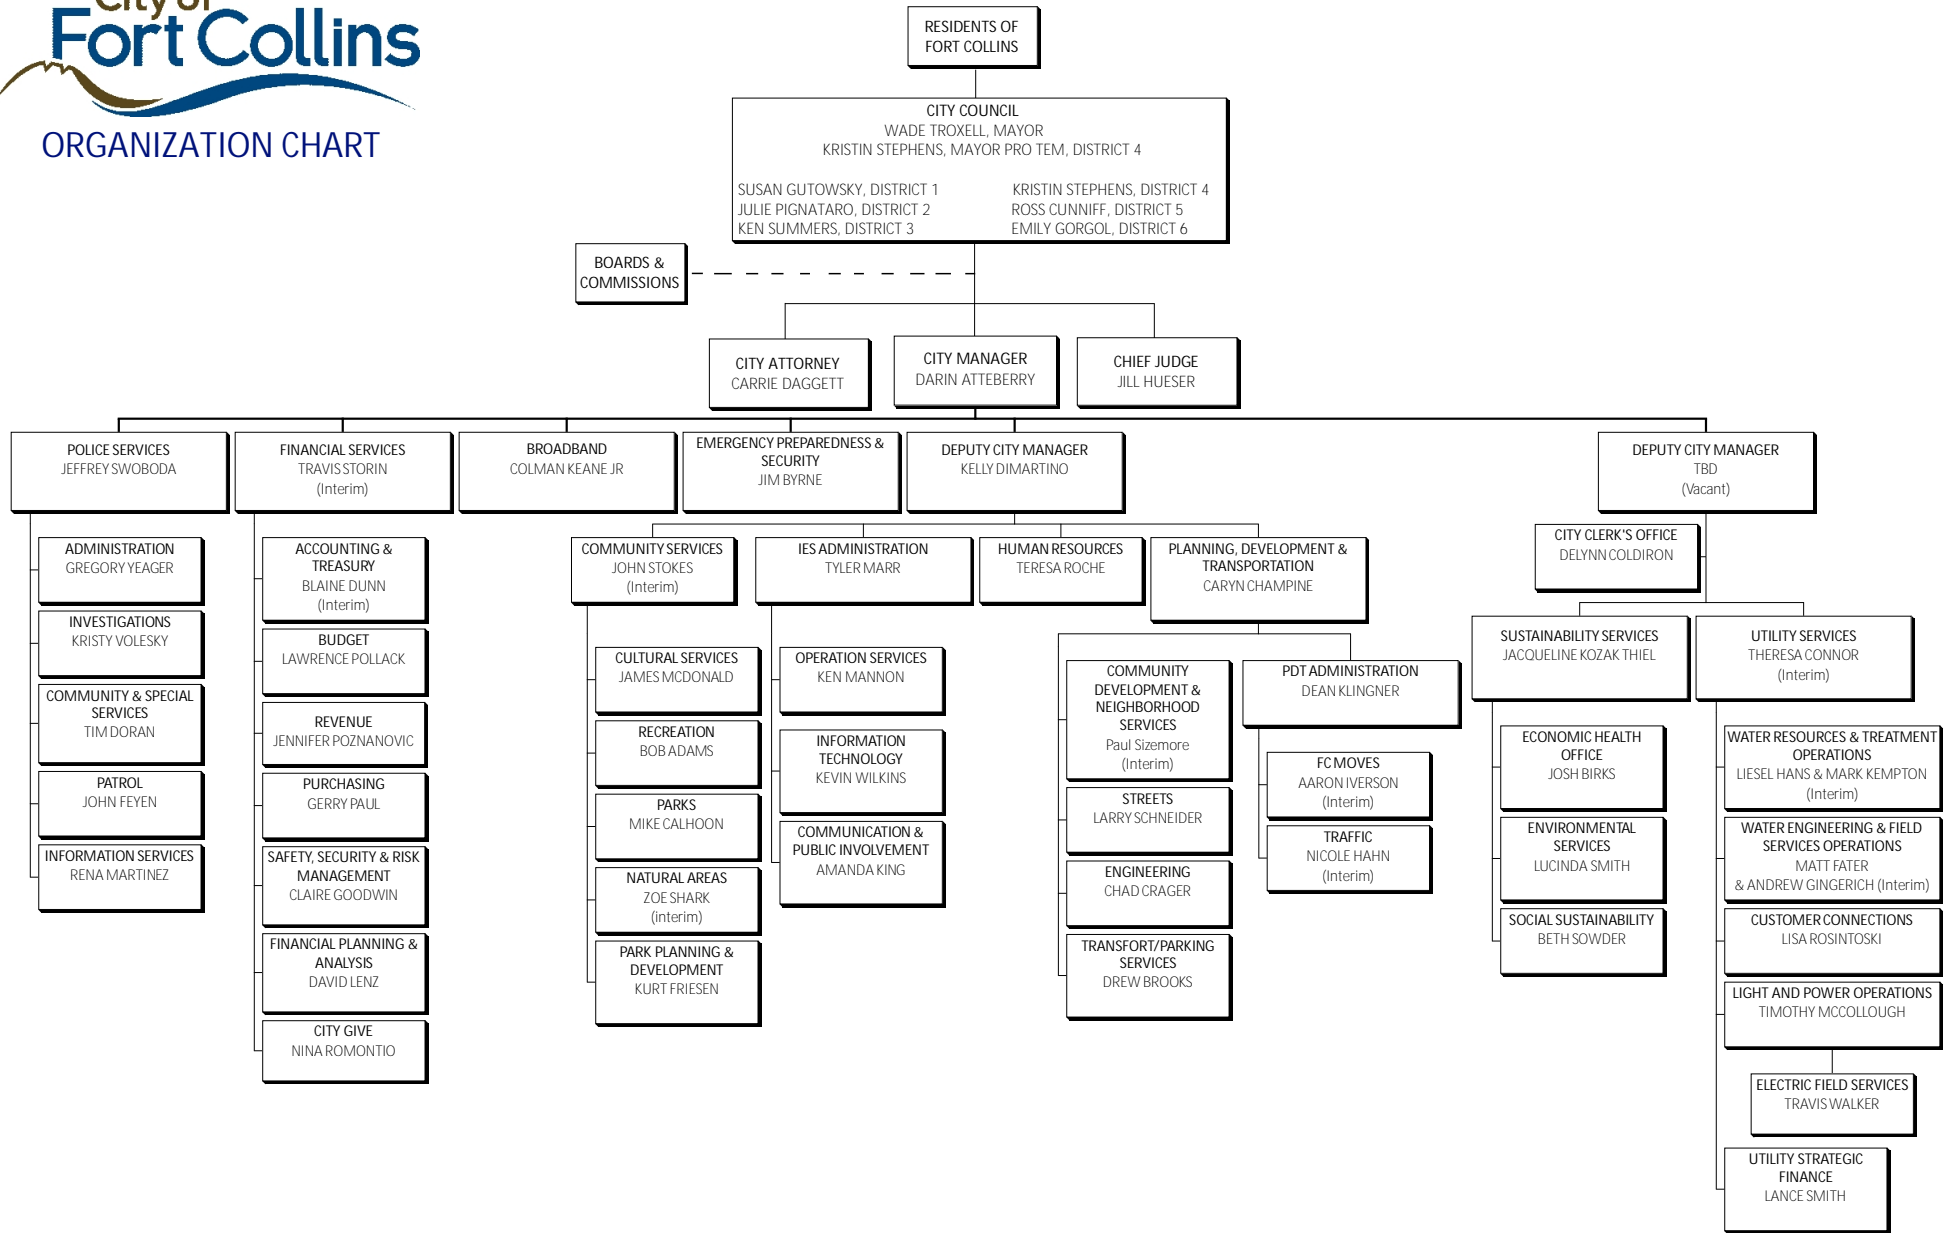 City of
Fort Collins
ORGANIZATION CHART
RESIDENTS OF
FORT COLLINS
CITY COUNCIL
WADE TROXELL, MAYOR
KRISTIN STEPHENS, MAYOR PRO TEM, DISTRICT 4
SUSAN GUTOWSKY, DISTRICT 1
JULIE PIGNATARO, DISTRICT 2
KEN SUMMERS, DISTRICT 3
KRISTIN STEPHENS, DISTRICT 4
ROSS CUNNIFF, DISTRICT 5
EMILY GORGOL, DISTRICT 6
BOARDS &
COMMISSIONS
CITY ATTORNEY
CARRIE DAGGETT
CITY MANAGER
DARIN ATTEBERRY
CHIEF JUDGE
JILL HUESER
POLICE SERVICES
JEFFREY SWOBODA
FINANCIAL SERVICES
TRAVIS STORIN
(Interim)
BROADBAND
COLMAN KEANE JR
EMERGENCY PREPAREDNESS &
SECURITY
JIM BYRNE
DEPUTY CITY MANAGER
KELLY DIMARTINO
DEPUTY CITY MANAGER
TBD
(Vacant)
ADMINISTRATION
GREGORY YEAGER
INVESTIGATIONS
KRISTY VOLESKY
COMMUNITY & SPECIAL
SERVICES
TIM DORAN
PATROL
JOHN FEYEN
INFORMATION SERVICES
RENA MARTINEZ
ACCOUNTING &
TREASURY
BLAINE DUNN
(Interim)
BUDGET
LAWRENCE POLLACK
REVENUE
JENNIFER POZNANOVIC
PURCHASING
GERRY PAUL
SAFETY, SECURITY & RISK
MANAGEMENT
CLAIRE GOODWIN
FINANCIAL PLANNING &
ANALYSIS
DAVID LENZ
CITY GIVE
NINA ROMONTIO
COMMUNITY SERVICES
JOHN STOKES
(Interim)
CULTURAL SERVICES
JAMES MCDONALD
RECREATION
BOB ADAMS
PARKS
MIKE CALHOON
NATURAL AREAS
ZOE SHARK
(interim)
PARK PLANNING &
DEVELOPMENT
KURT FRIESEN
IES ADMINISTRATION
TYLER MARR
OPERATION SERVICES
KEN MANNON
INFORMATION
TECHNOLOGY
KEVIN WILKINS
COMMUNICATION &
PUBLIC INVOLVEMENT
AMANDA KING
HUMAN RESOURCES
TERESA ROCHE
PLANNING, DEVELOPMENT &
TRANSPORTATION
CARYN CHAMPINE
COMMUNITY
DEVELOPMENT &
NEIGHBORHOOD
SERVICES
Paul Sizemore
(Interim)
STREETS
LARRY SCHNEIDER
ENGINEERING
CHAD CRAGER
TRANSFORT/PARKING
SERVICES
DREW BROOKS
PDT ADMINISTRATION
DEAN KLINGNER
FC MOVES
AARON IVERSON
(Interim)
TRAFFIC
NICOLE HAHN
(Interim)
CITY CLERK'S OFFICE
DELYNN COLDIRON
SUSTAINABILITY SERVICES
JACQUELINE KOZAK THIEL
ECONOMIC HEALTH
OFFICE
JOSH BIRKS
ENVIRONMENTAL
SERVICES
LUCINDA SMITH
SOCIAL SUSTAINABILITY
BETH SOWDER
UTILITY SERVICES
THERESA CONNOR
(Interim)
WATER RESOURCES & TREATMENT
OPERATIONS
LIESEL HANS & MARK KEMPTON
(Interim)
WATER ENGINEERING & FIELD
SERVICES OPERATIONS
MATT FATER
& ANDREW GINGERICH (Interim)
CUSTOMER CONNECTIONS
LISA ROSINTOSKI
LIGHT AND POWER OPERATIONS
TIMOTHY MCCOLLOUGH
ELECTRIC FIELD SERVICES
TRAVIS WALKER
UTILITY STRATEGIC
FINANCE
LANCE SMITH